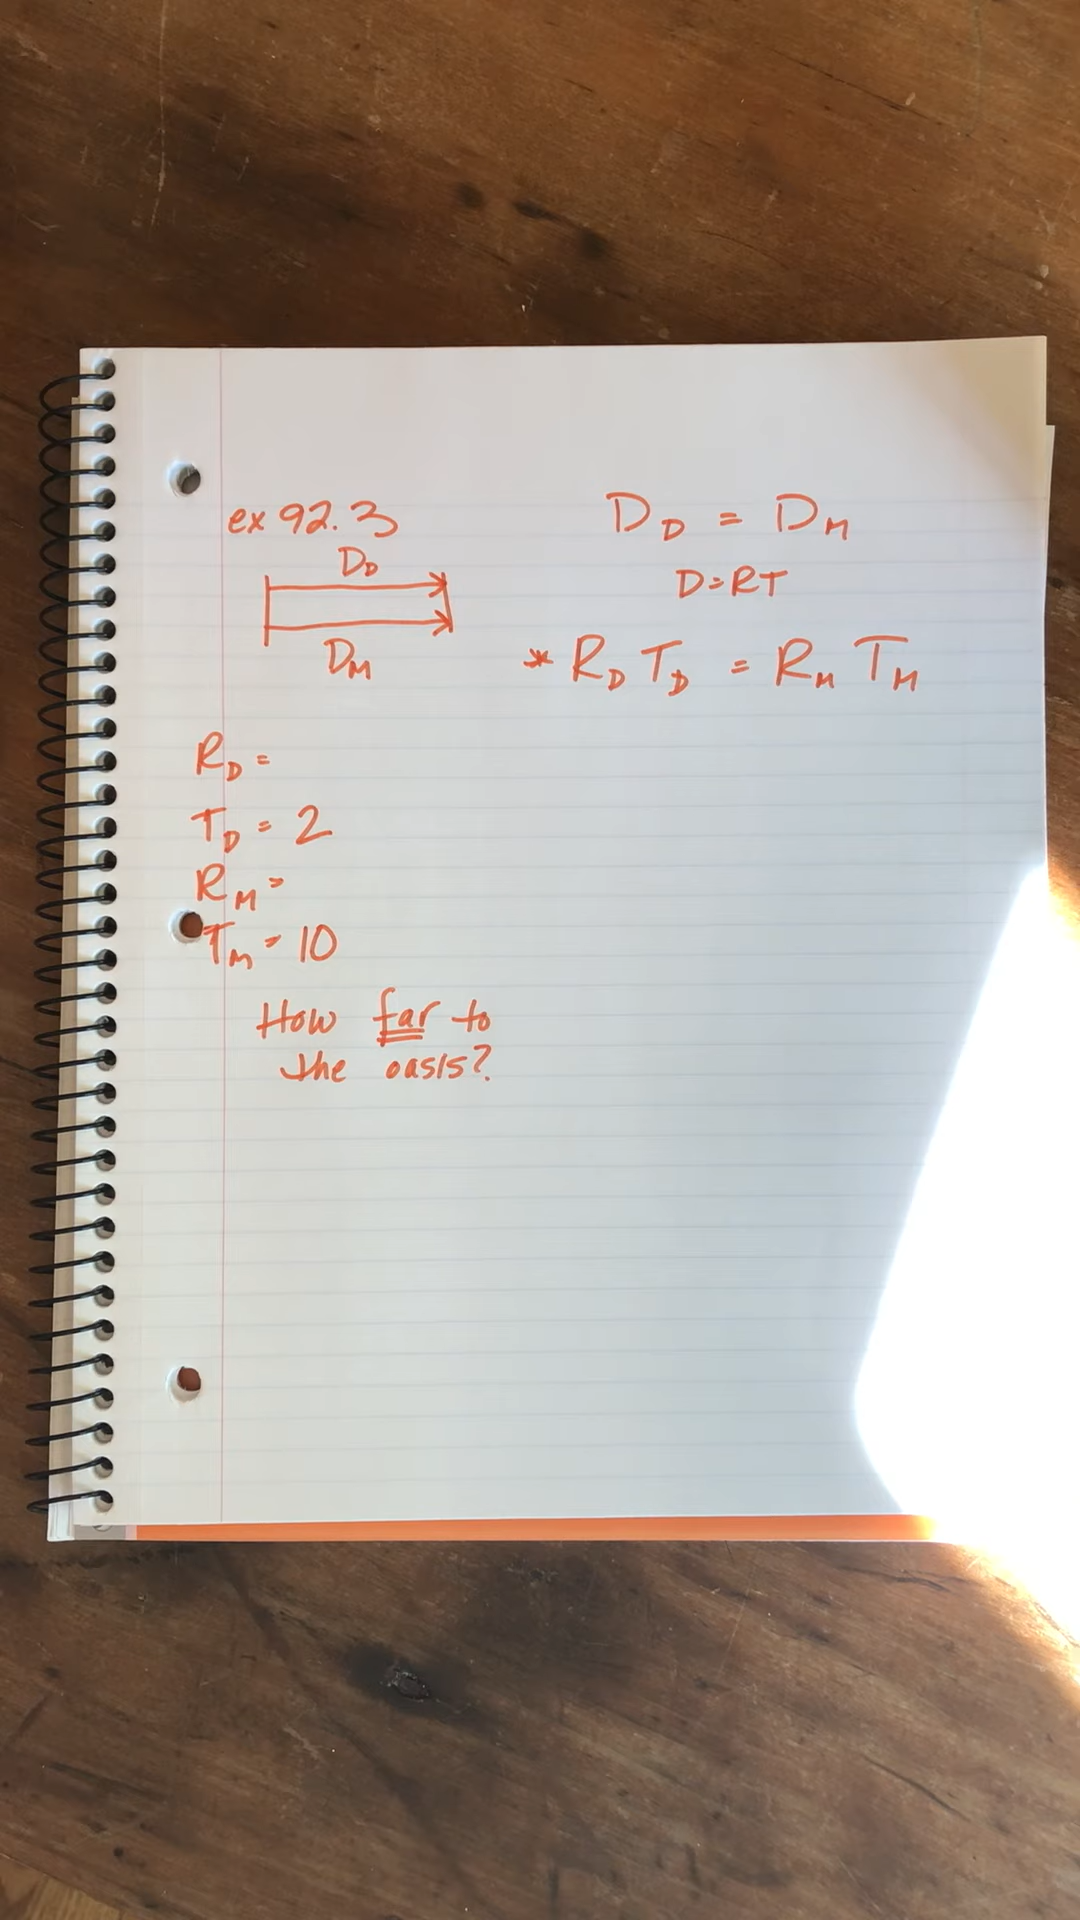 ex 92.3
D_D
D_M
D_D = D_M
D=RT
* R_D T_D = R_M T_M
R_D =
T_D = 2
R_M =
T_M = 10
How far to
the oasis?